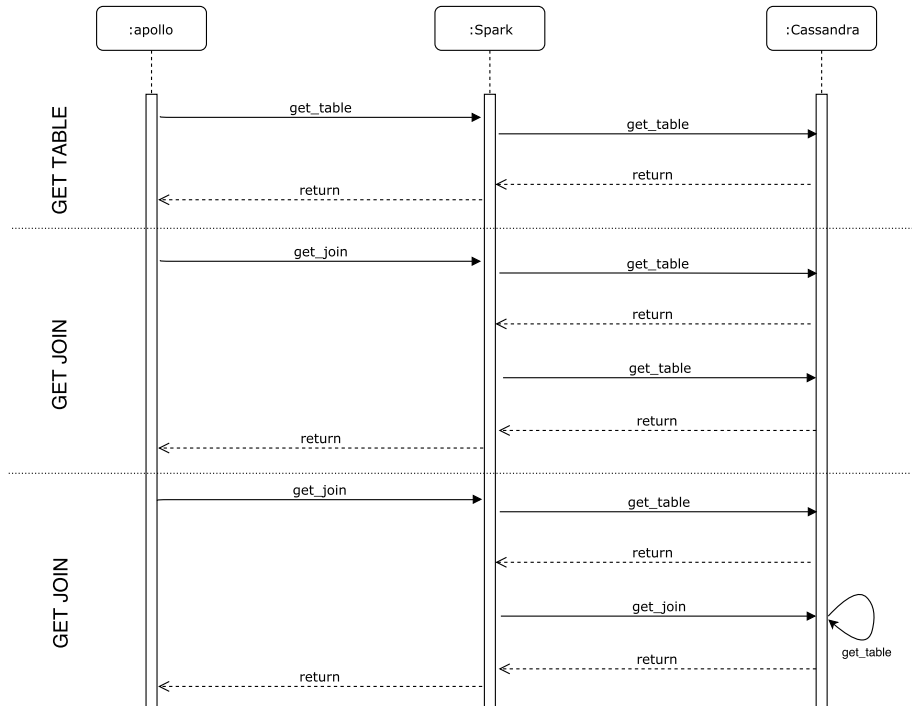 :apollo
:Spark
:Cassandra
GET TABLE
get_table
get_table
return
return
GET JOIN
get_join
get_table
return
get_table
return
return
GET JOIN
get_join
get_table
return
get_join
get_table
return
return